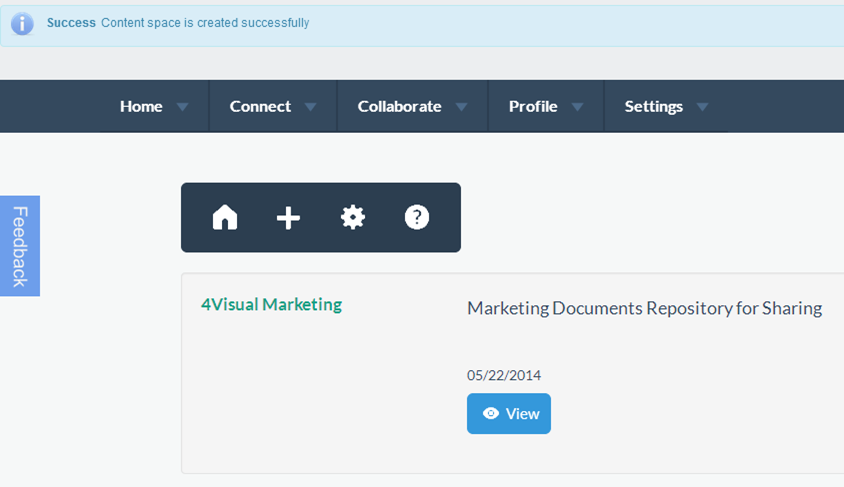 Success Content space is created successfully
Home Connect Collaborate Profile Settings
Feedback
?
4Visual Marketing
Marketing Documents Repository for Sharing
05/22/2014
View